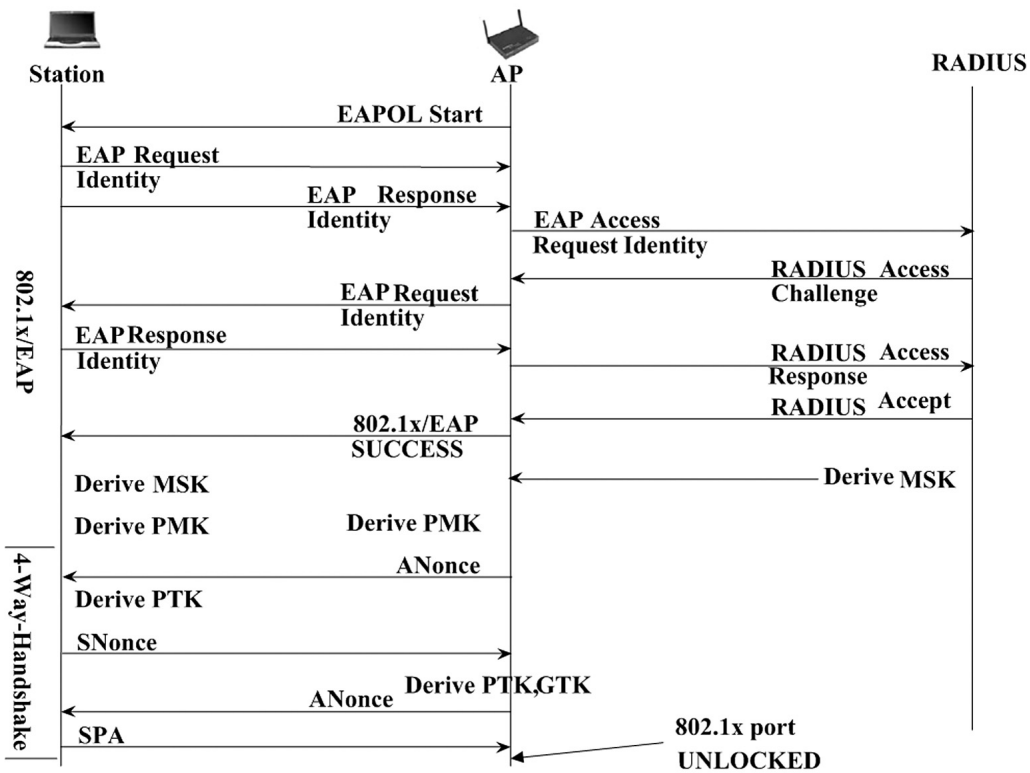 Station
AP
RADIUS
EAPOL Start
EAP Request
Identity
EAP Response
Identity
EAP Access
Request Identity
RADIUS Access
Challenge
EAP Request
Identity
EAP Response
Identity
RADIUS Access
Response
RADIUS Accept
802.1x/EAP
SUCCESS
802.1x/EAP
Derive MSK
Derive MSK
Derive PMK
Derive PMK
4-Way-Handshake
ANonce
Derive PTK
SNonce
Derive PTK,GTK
ANonce
SPA
802.1x port
UNLOCKED